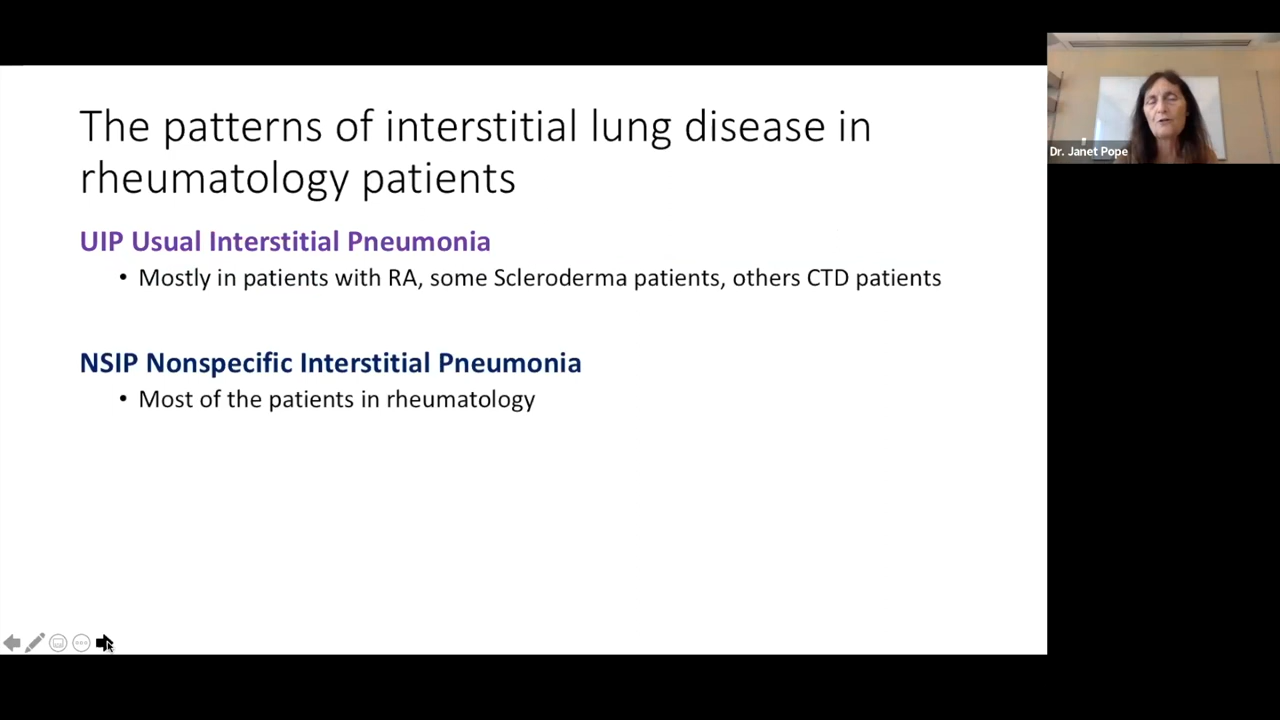 The patterns of interstitial lung disease in
rheumatology patients
UIP Usual Interstitial Pneumonia
• Mostly in patients with RA, some Scleroderma patients, others CTD patients
NSIP Nonspecific Interstitial Pneumonia
• Most of the patients in rheumatology
Dr. Janet Pope